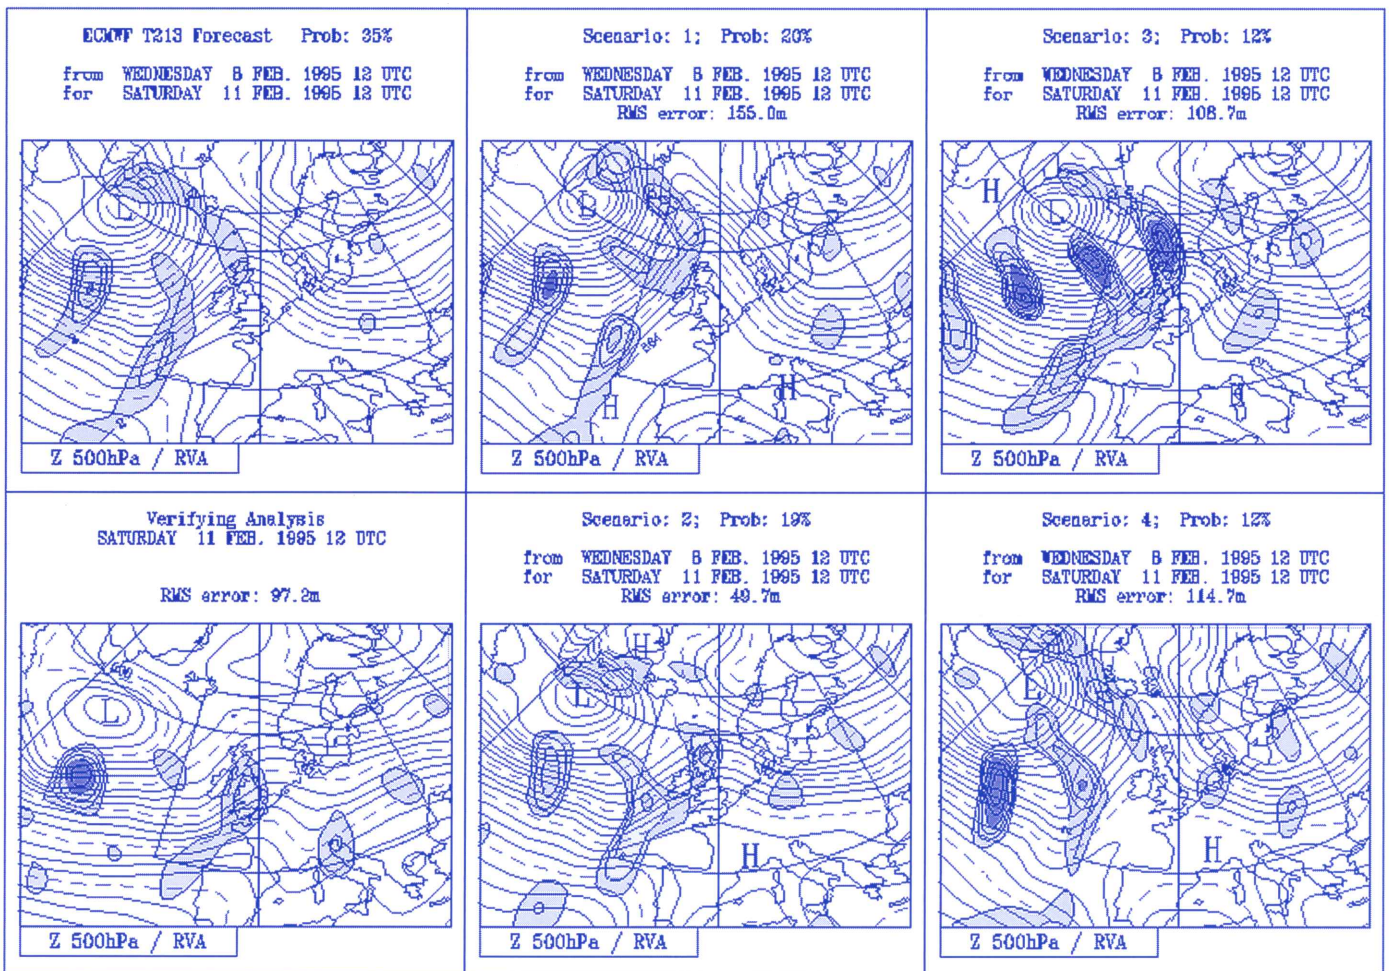 ECMWF T213 Forecast Prob: 35%
from WEDNESDAY 8 FEB. 1995 12 UTC
for SATURDAY 11 FEB. 1995 12 UTC
L
Z 500hPa / RVA
Scenario: 1; Prob: 20%
from WEDNESDAY 8 FEB. 1995 12 UTC
for SATURDAY 11 FEB. 1995 12 UTC
RMS error: 155.0m
L
564
H
H
Z 500hPa / RVA
Scenario: 3; Prob: 12%
from WEDNESDAY 8 FEB. 1995 12 UTC
for SATURDAY 11 FEB. 1995 12 UTC
RMS error: 108.7m
H
L
H
Z 500hPa / RVA
Verifying Analysis
SATURDAY 11 FEB. 1995 12 UTC
RMS error: 97.2m
L
Z 500hPa / RVA
Scenario: 2; Prob: 19%
from WEDNESDAY 8 FEB. 1995 12 UTC
for SATURDAY 11 FEB. 1995 12 UTC
RMS error: 49.7m
H
L
H
Z 500hPa / RVA
Scenario: 4; Prob: 12%
from WEDNESDAY 8 FEB. 1995 12 UTC
for SATURDAY 11 FEB. 1995 12 UTC
RMS error: 114.7m
L
H
Z 500hPa / RVA